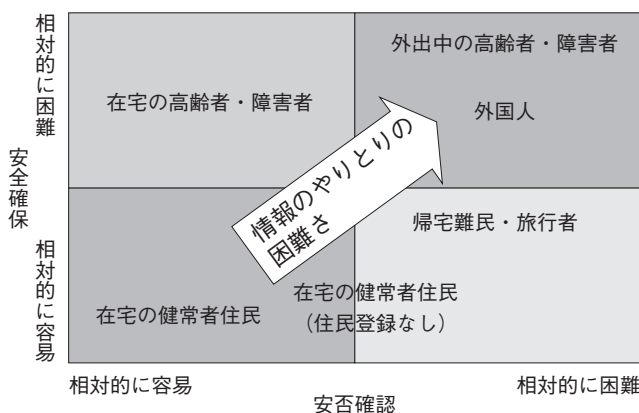 相対的に困難
安全確保
相対的に容易
外出中の高齢者・障害者
在宅の高齢者・障害者
外国人
情報のやりとりの
困難さ
帰宅難民・旅行者
在宅の健常者住民
在宅の健常者住民
（住民登録なし）
相対的に容易
相対的に困難
安否確認